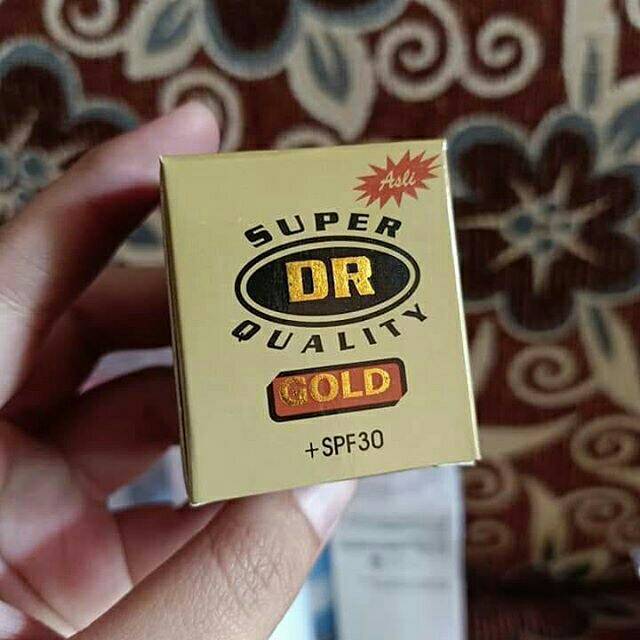 Asli
SUPER
DR
QUALITY
GOLD
+SPF30